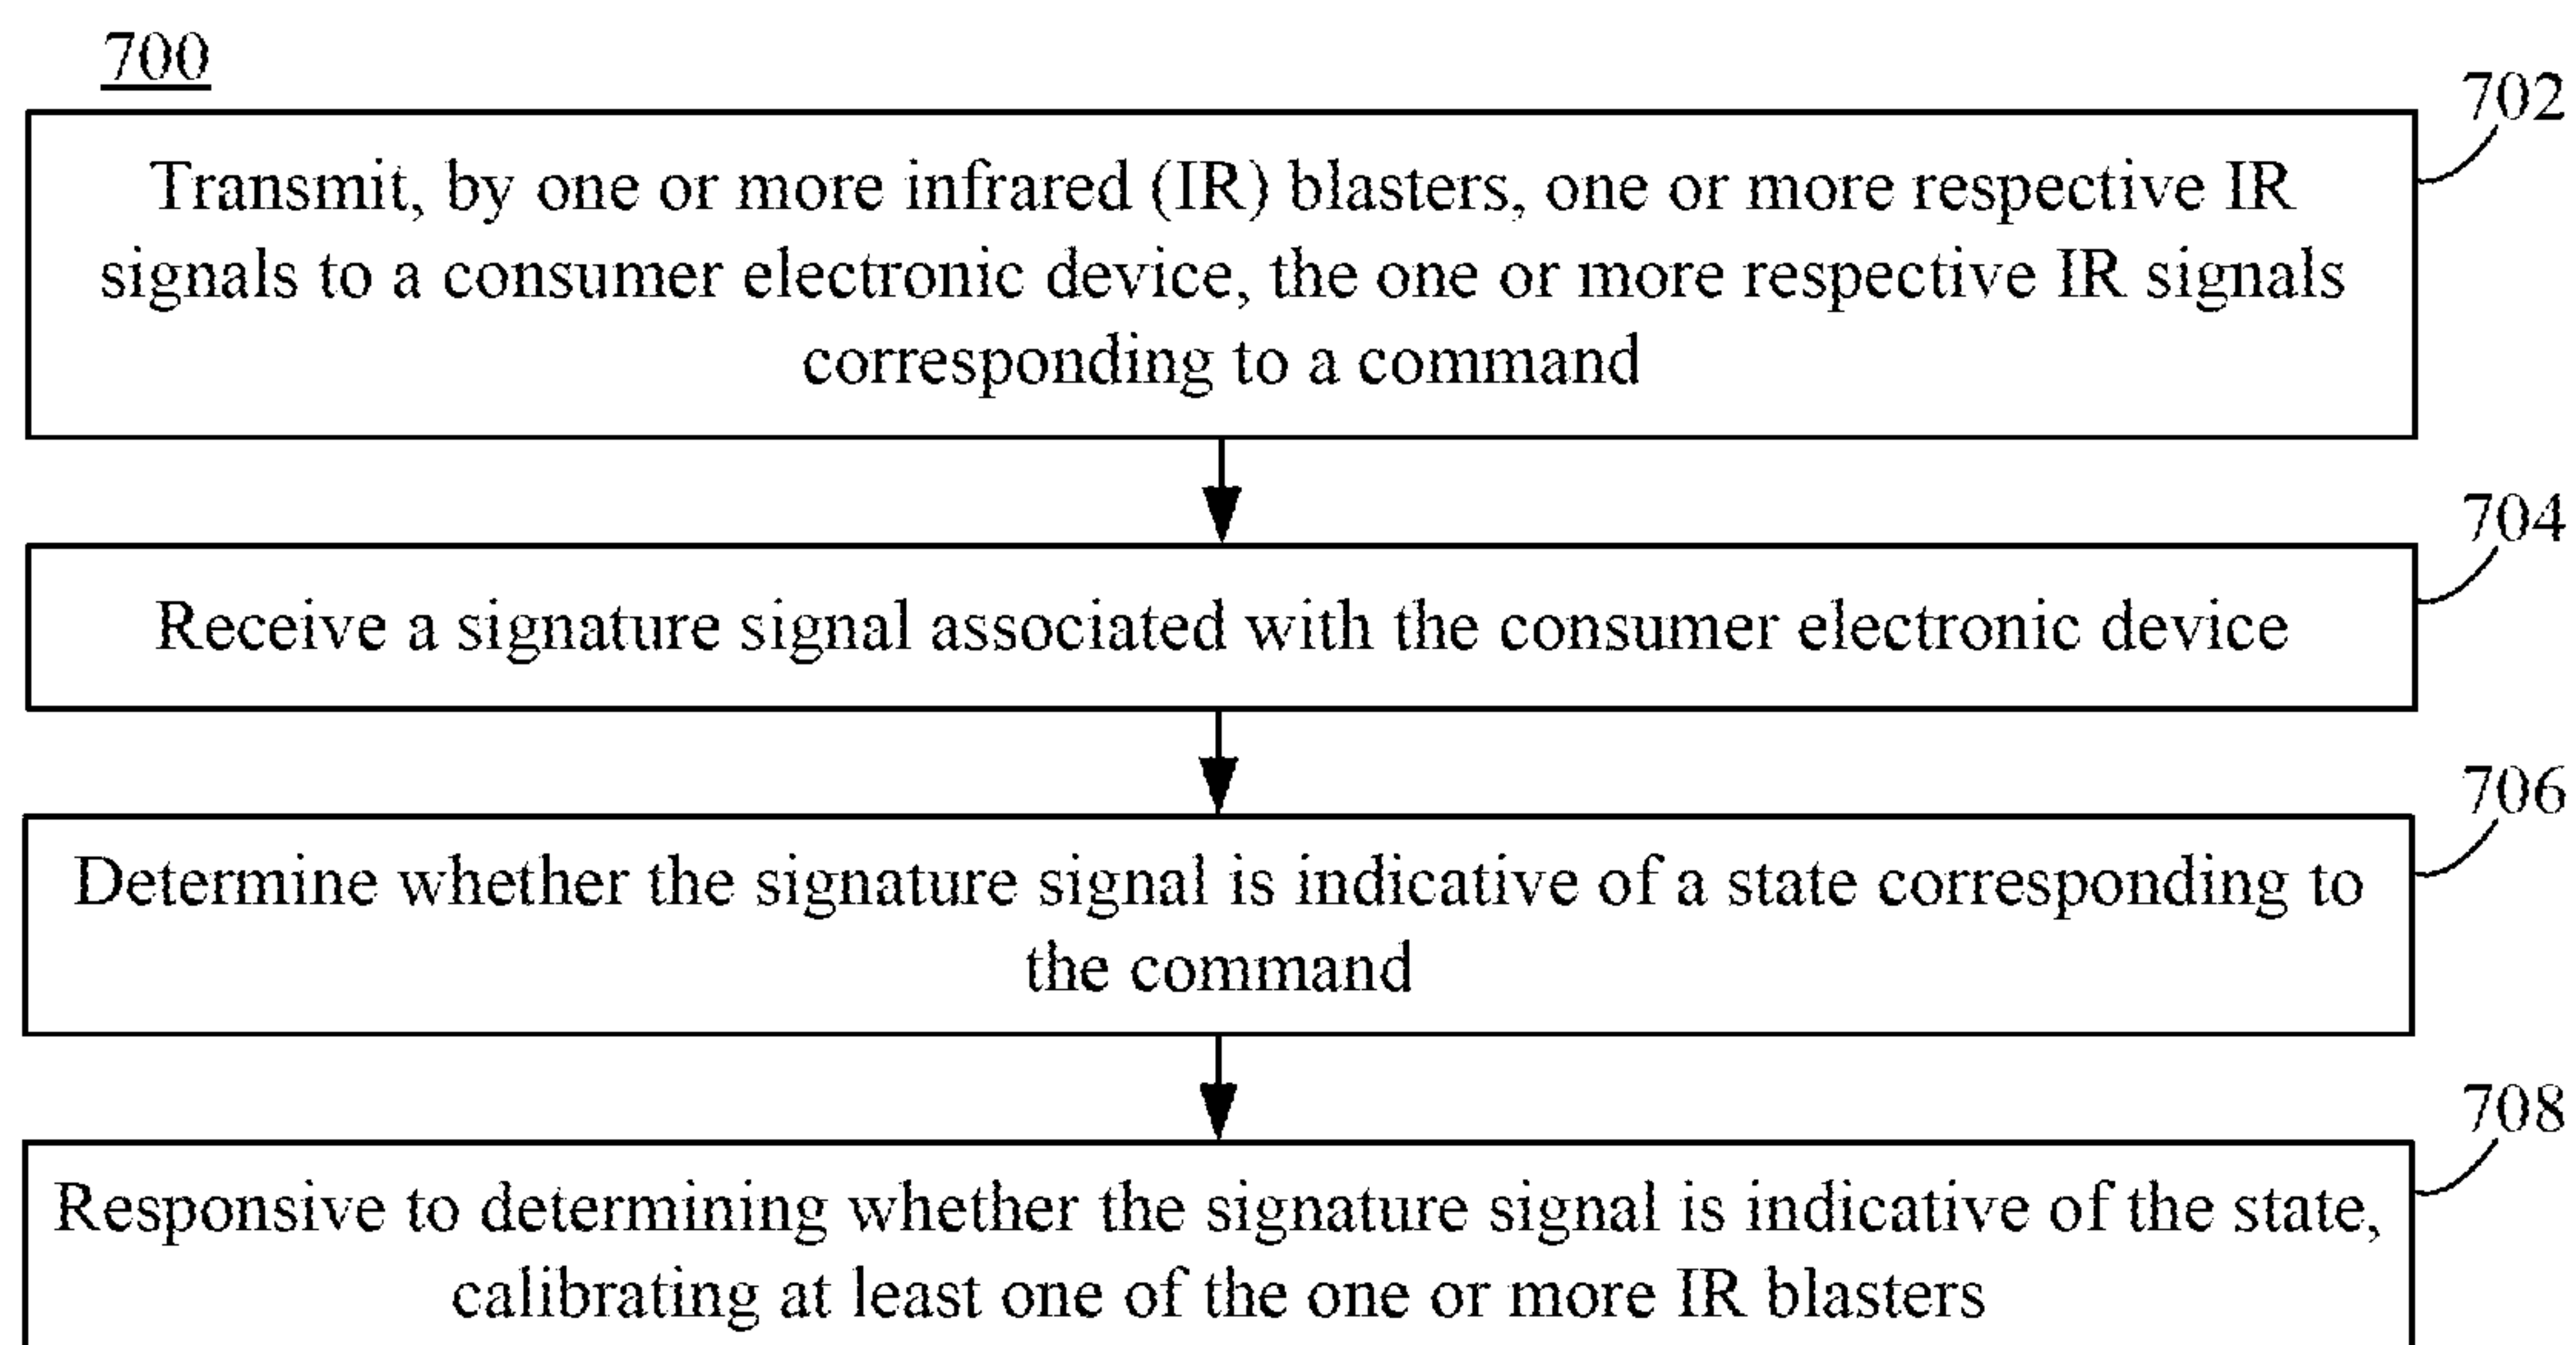 700
702
Transmit, by one or more infrared (IR) blasters, one or more respective IR
signals to a consumer electronic device, the one or more respective IR signals
corresponding to a command
704
Receive a signature signal associated with the consumer electronic device
706
Determine whether the signature signal is indicative of a state corresponding to
the command
708
Responsive to determining whether the signature signal is indicative of the state,
calibrating at least one of the one or more IR blasters